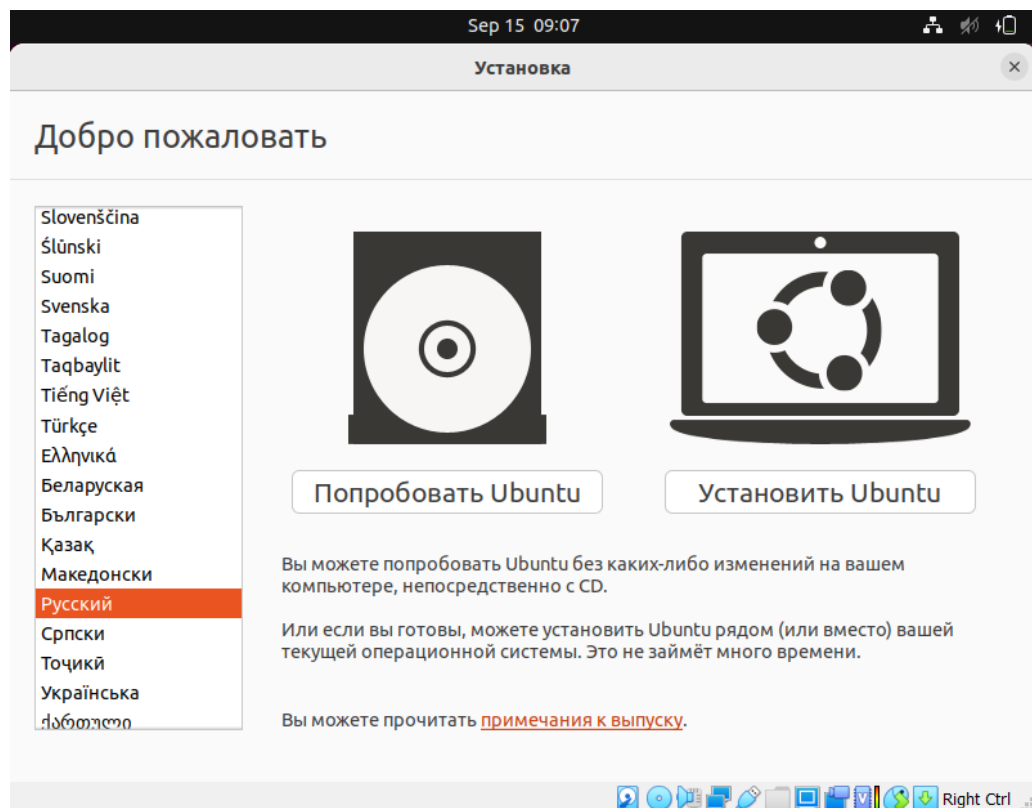 Sep 15 09:07
Установка
Добро пожаловать
Slovenščina
Ślůnski
Suomi
Svenska
Tagalog
Taqbaylit
Tiếng Việt
Türkçe
Ελληνικά
Беларуская
Български
Қазақ
Македонски
Русский
Српски
Тоҷикӣ
Українська
ქართული
Попробовать Ubuntu
Установить Ubuntu
Вы можете попробовать Ubuntu без каких-либо изменений на вашем
компьютере, непосредственно с CD.
Или если вы готовы, можете установить Ubuntu рядом (или вместо) вашей
текущей операционной системы. Это не займёт много времени.
Вы можете прочитать примечания к выпуску.
Right Ctrl